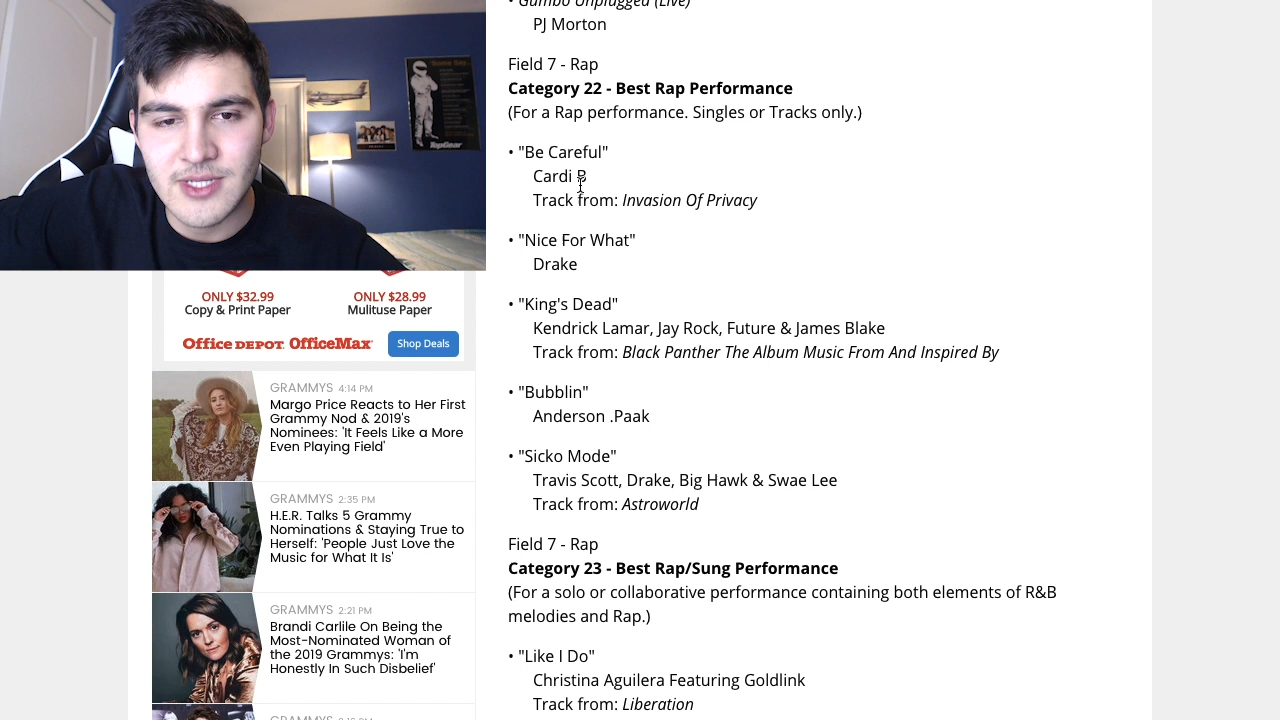 Gumbo Unplugged (Live)
PJ Morton
Field 7 - Rap
Category 22 - Best Rap Performance
(For a Rap performance. Singles or Tracks only.)
• "Be Careful"
Cardi B
Track from: Invasion Of Privacy
• "Nice For What"
Drake
• "King's Dead"
Kendrick Lamar, Jay Rock, Future & James Blake
Track from: Black Panther The Album Music From And Inspired By
• "Bubblin"
Anderson .Paak
• "Sicko Mode"
Travis Scott, Drake, Big Hawk & Swae Lee
Track from: Astroworld
Field 7 - Rap
Category 23 - Best Rap/Sung Performance
(For a solo or collaborative performance containing both elements of R&B
melodies and Rap.)
• "Like I Do"
Christina Aguilera Featuring Goldlink
Track from: Liberation
TopGear
ONLY $32.99
Copy & Print Paper
ONLY $28.99
Mulituse Paper
Office DEPOT OfficeMax
Shop Deals
GRAMMYS 4:14 PM
Margo Price Reacts to Her First
Grammy Nod & 2019's
Nominees: 'It Feels Like a More
Even Playing Field'
GRAMMYS 2:35 PM
H.E.R. Talks 5 Grammy
Nominations & Staying True to
Herself: 'People Just Love the
Music for What It Is'
GRAMMYS 2:21 PM
Brandi Carlile On Being the
Most-Nominated Woman of
the 2019 Grammys: 'I'm
Honestly In Such Disbelief'
GRAMMYS